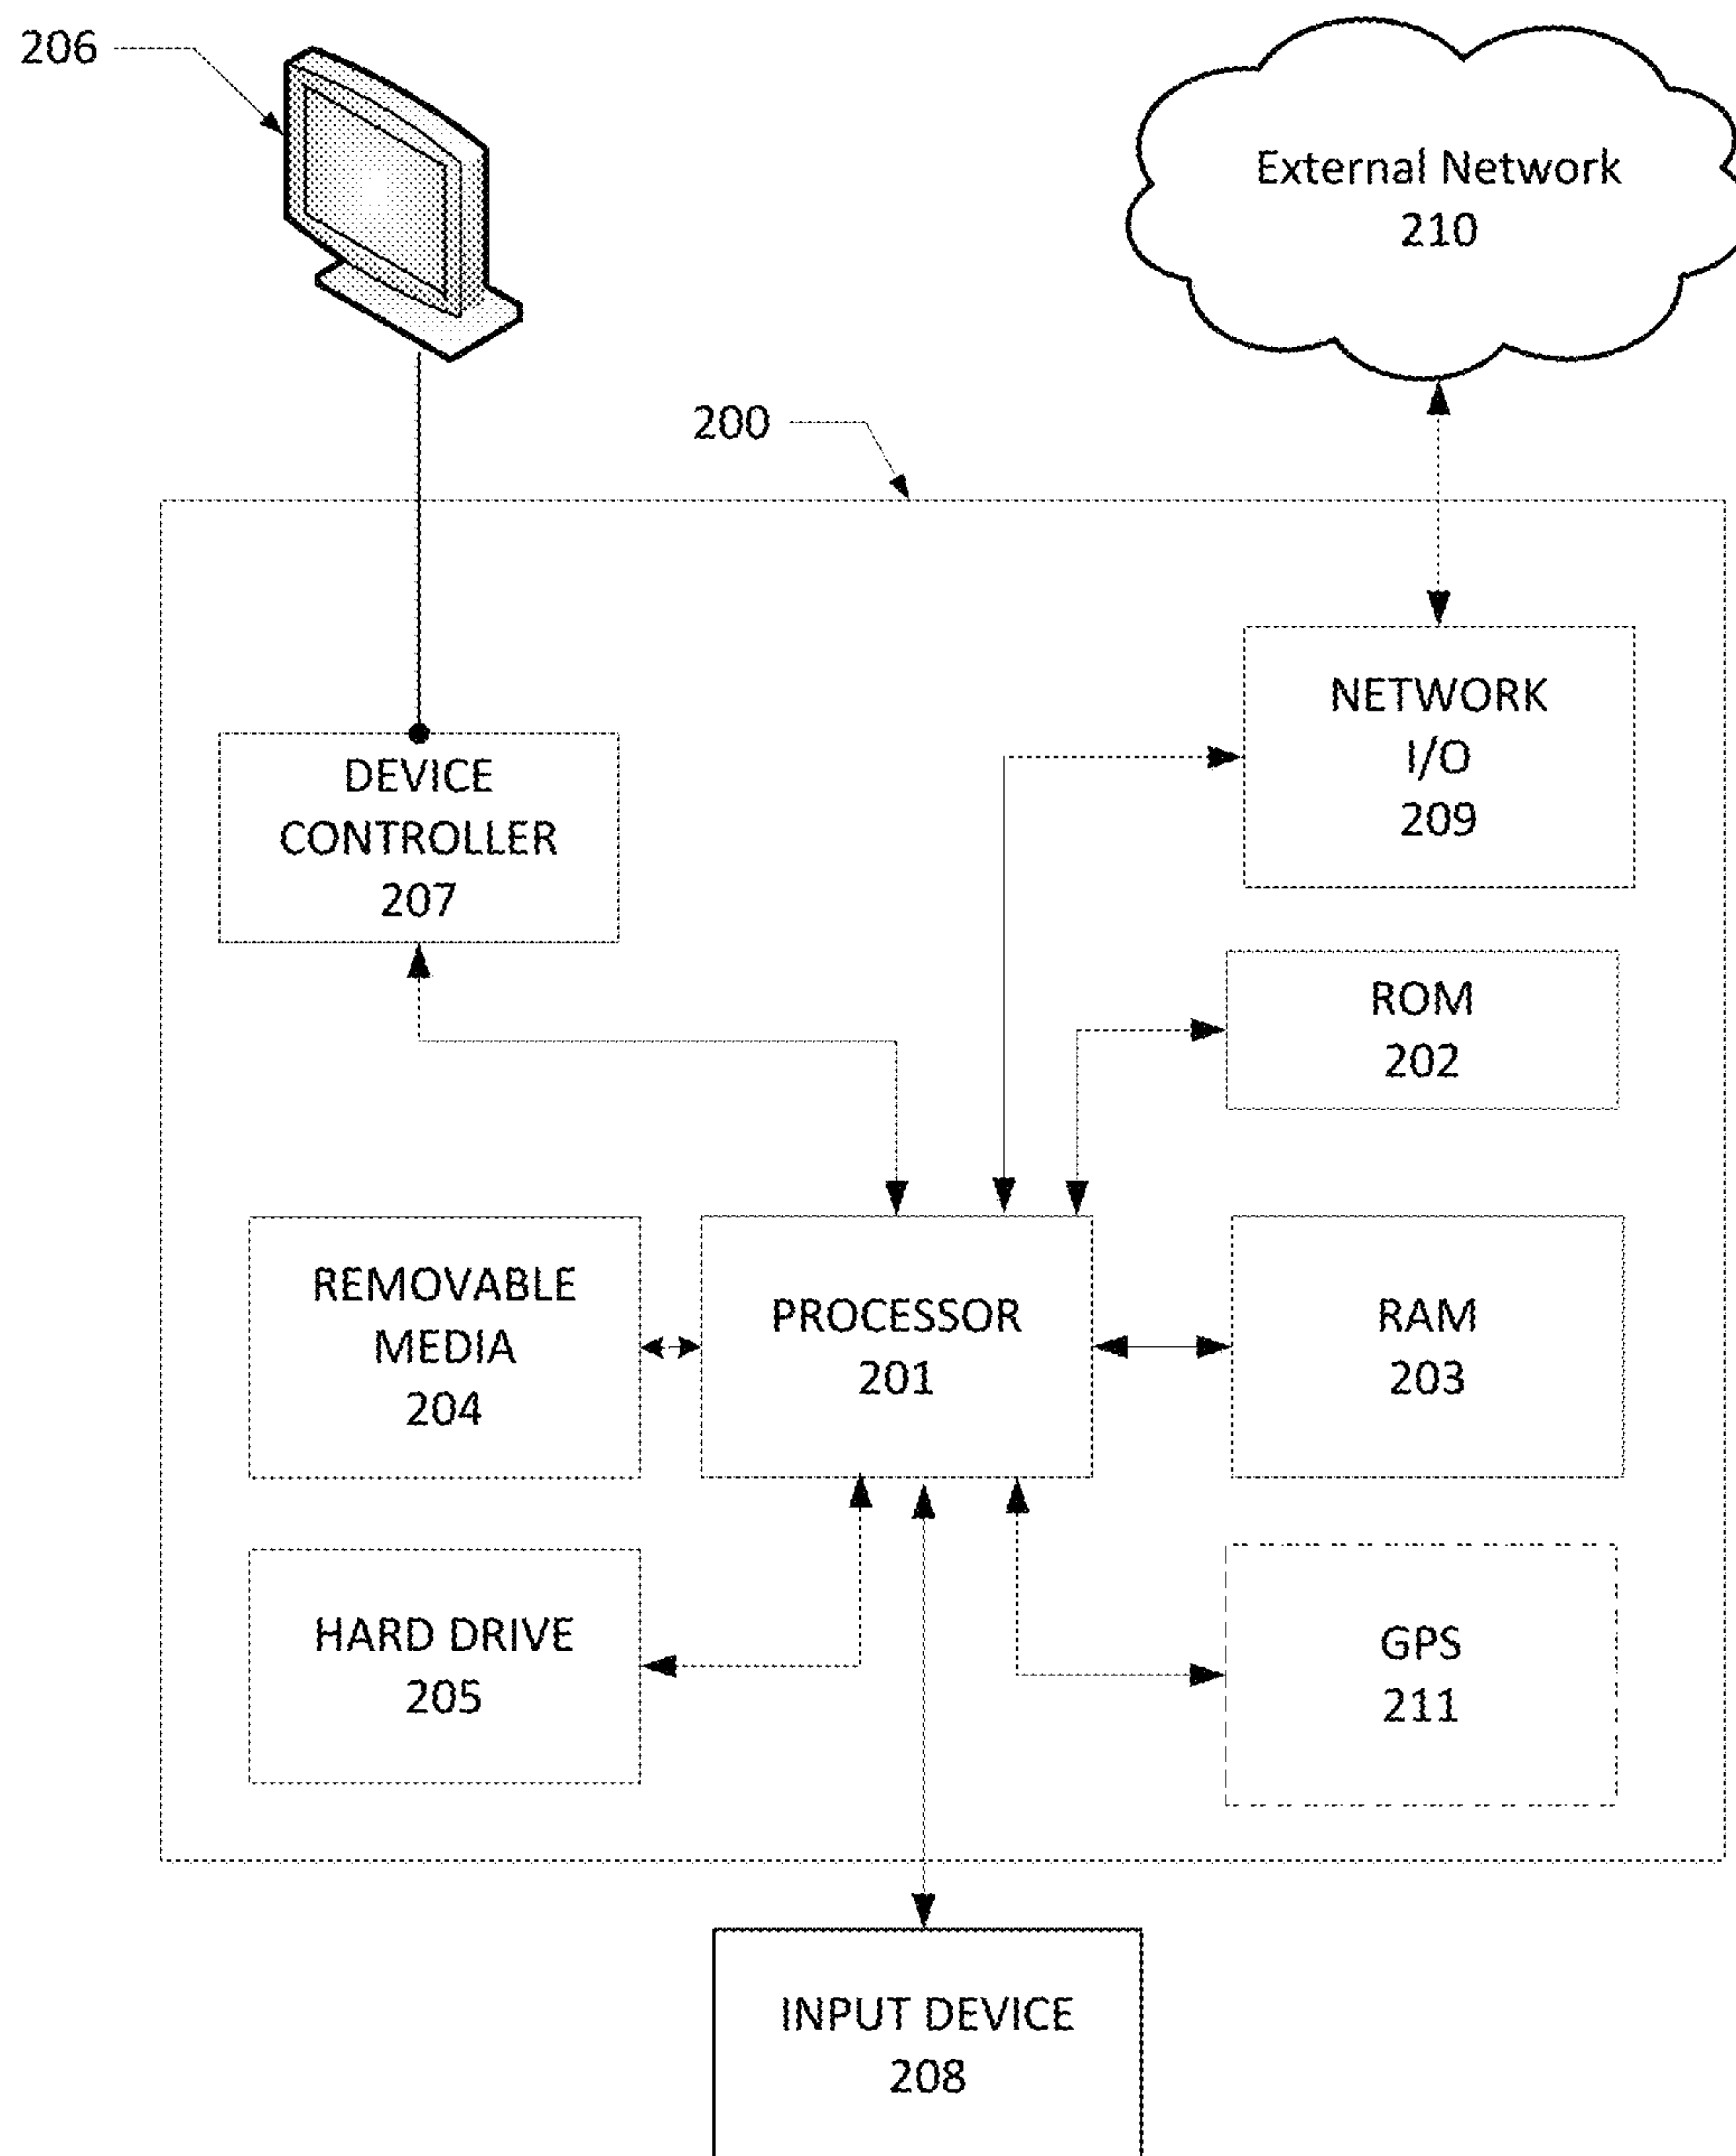 206
External Network
210
200
NETWORK
I/O
209
DEVICE
CONTROLLER
207
ROM
202
REMOVABLE
MEDIA
204
PROCESSOR
201
RAM
203
HARD DRIVE
205
GPS
211
INPUT DEVICE
208